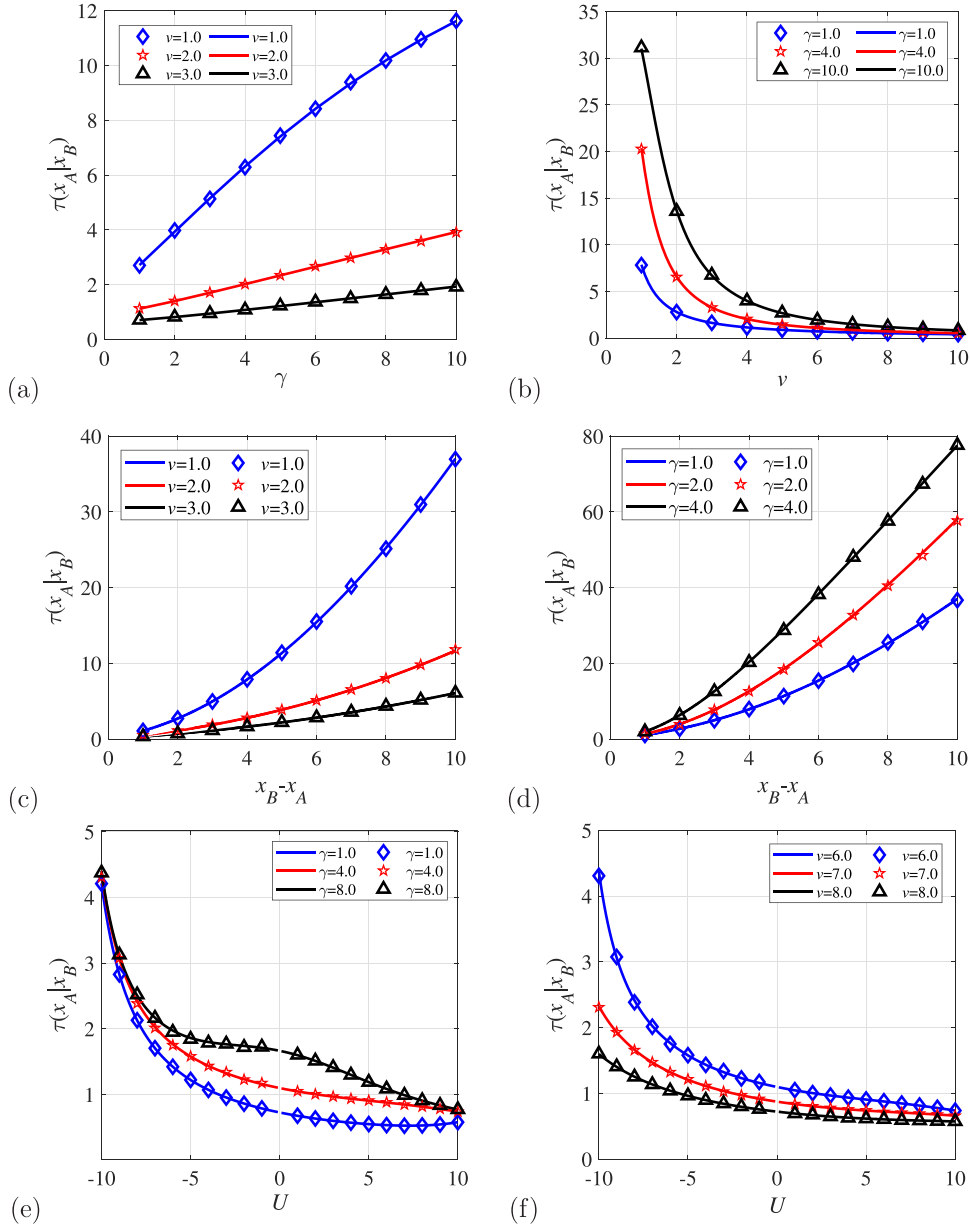 12
10
8
6
4
2
0
0 2 4 6 8 10
τ(x_A|x_B)
γ
v=1.0 v=1.0
v=2.0 v=2.0
v=3.0 v=3.0
(a)
35
30
25
20
15
10
5
0
0 2 4 6 8 10
τ(x_A|x_B)
v
γ=1.0 γ=1.0
γ=4.0 γ=4.0
γ=10.0 γ=10.0
(b)
40
30
20
10
0
0 2 4 6 8 10
τ(x_A|x_B)
x_B-x_A
v=1.0 v=1.0
v=2.0 v=2.0
v=3.0 v=3.0
(c)
80
60
40
20
0
0 2 4 6 8 10
τ(x_A|x_B)
x_B-x_A
γ=1.0 γ=1.0
γ=2.0 γ=2.0
γ=4.0 γ=4.0
(d)
5
4
3
2
1
-10 -5 0 5 10
τ(x_A|x_B)
U
γ=1.0 γ=1.0
γ=4.0 γ=4.0
γ=8.0 γ=8.0
(e)
5
4
3
2
1
0
-10 -5 0 5 10
τ(x_A|x_B)
U
v=6.0 v=6.0
v=7.0 v=7.0
v=8.0 v=8.0
(f)